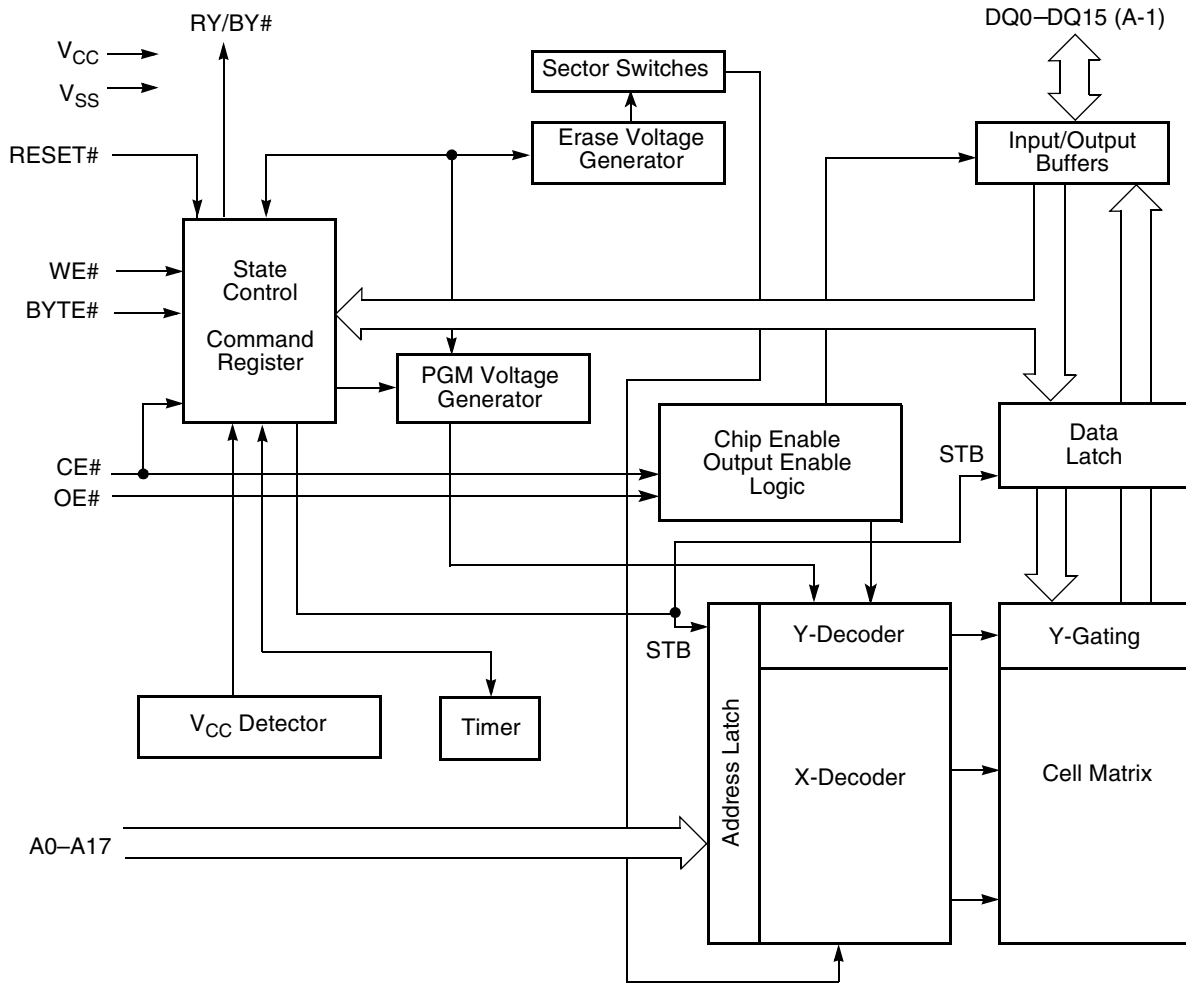 RY/BY#
DQ0–DQ15 (A-1)
VCC
VSS
Sector Switches
Erase Voltage
Generator
Input/Output
Buffers
RESET#
WE#
BYTE#
State
Control
Command
Register
PGM Voltage
Generator
Chip Enable
Output Enable
Logic
STB
Data
Latch
CE#
OE#
STB
Y-Decoder
Y-Gating
VCC Detector
Timer
Address Latch
X-Decoder
Cell Matrix
A0–A17